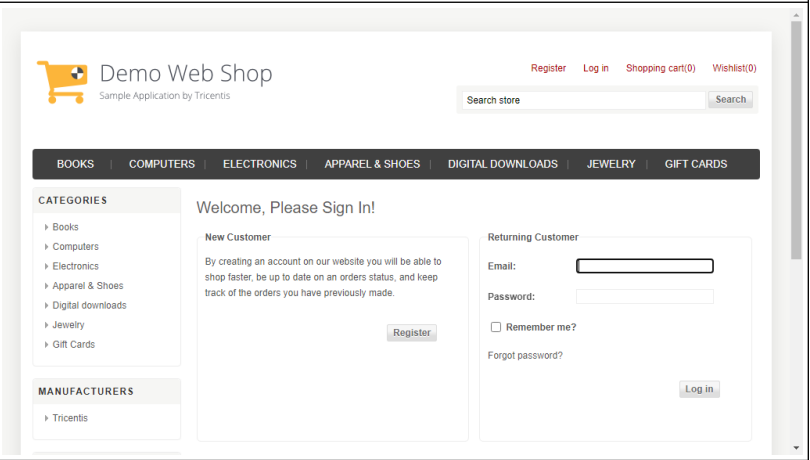 Demo Web Shop
Sample Application by Tricentis
Register Log in Shopping cart(0) Wishlist(0)
Search store Search
BOOKS | COMPUTERS | ELECTRONICS | APPAREL & SHOES | DIGITAL DOWNLOADS | JEWELRY | GIFT CARDS
CATEGORIES
Books
Computers
Electronics
Apparel & Shoes
Digital downloads
Jewelry
Gift Cards
MANUFACTURERS
Tricentis
Welcome, Please Sign In!
New Customer
By creating an account on our website you will be able to
shop faster, be up to date on an orders status, and keep
track of the orders you have previously made.
Register
Returning Customer
Email:
Password:
Remember me?
Forgot password?
Log in